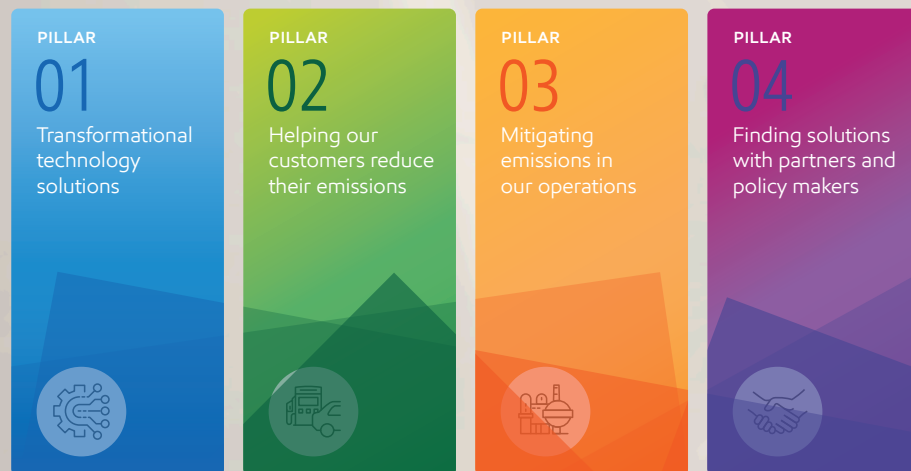 PILLAR
01
Transformational
technology
solutions
PILLAR
02
Helping our
customers reduce
their emissions
PILLAR
03
Mitigating
emissions in
our operations
PILLAR
04
Finding solutions
with partners and
policy makers